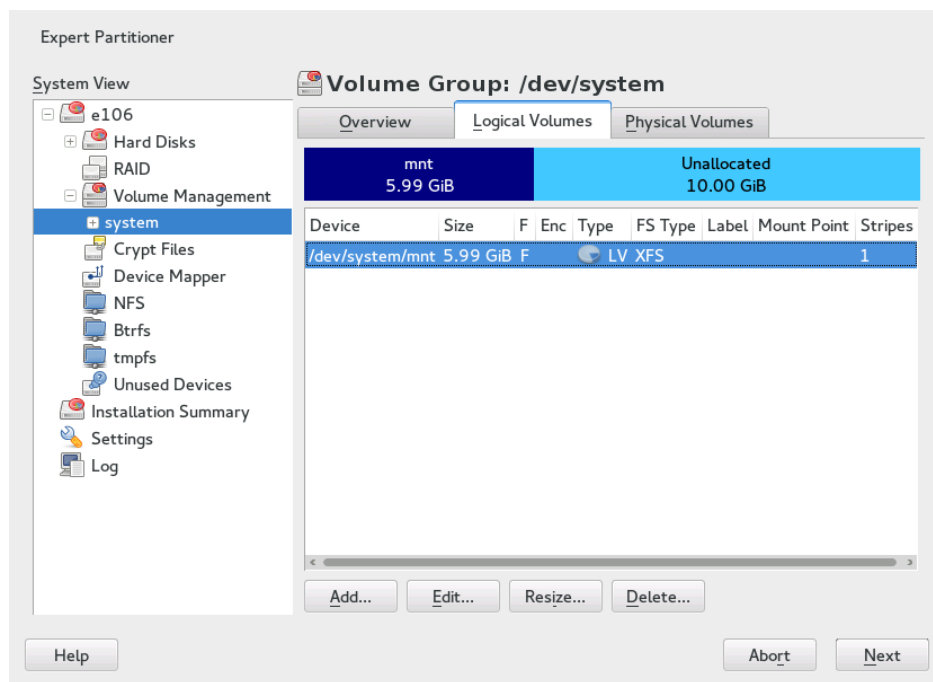 Expert Partitioner
System View
e106
Hard Disks
RAID
Volume Management
system
Crypt Files
Device Mapper
NFS
Btrfs
tmpfs
Unused Devices
Installation Summary
Settings
Log
Volume Group: /dev/system
Overview Logical Volumes Physical Volumes
mnt Unallocated
5.99 GiB 10.00 GiB
Device Size F Enc Type FS Type Label Mount Point Stripes
/dev/system/mnt 5.99 GiB F LV XFS 1
Add... Edit... Resize... Delete...
Help Abort Next